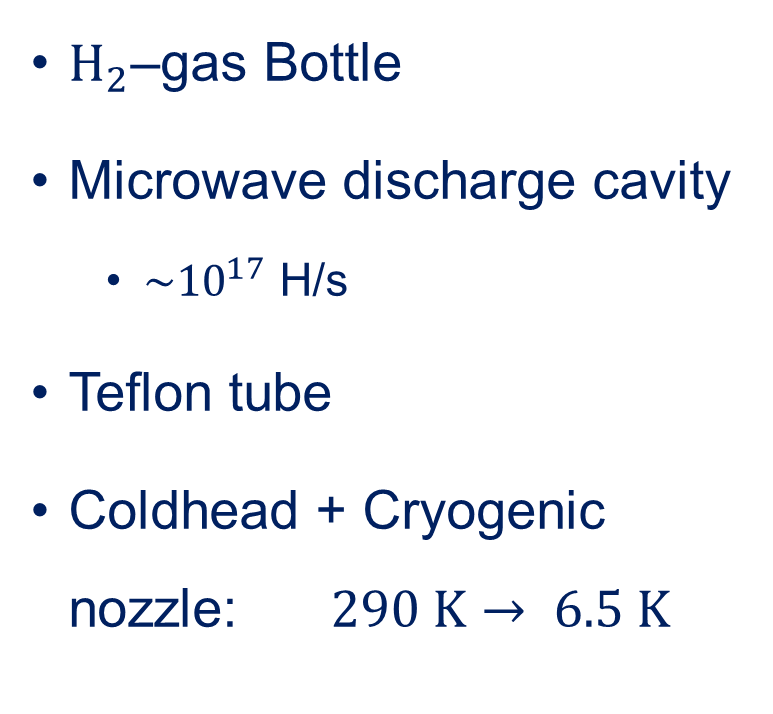 • H₂–gas Bottle
• Microwave discharge cavity
• ~10¹⁷ H/s
• Teflon tube
• Coldhead + Cryogenic
nozzle: 290 K → 6.5 K